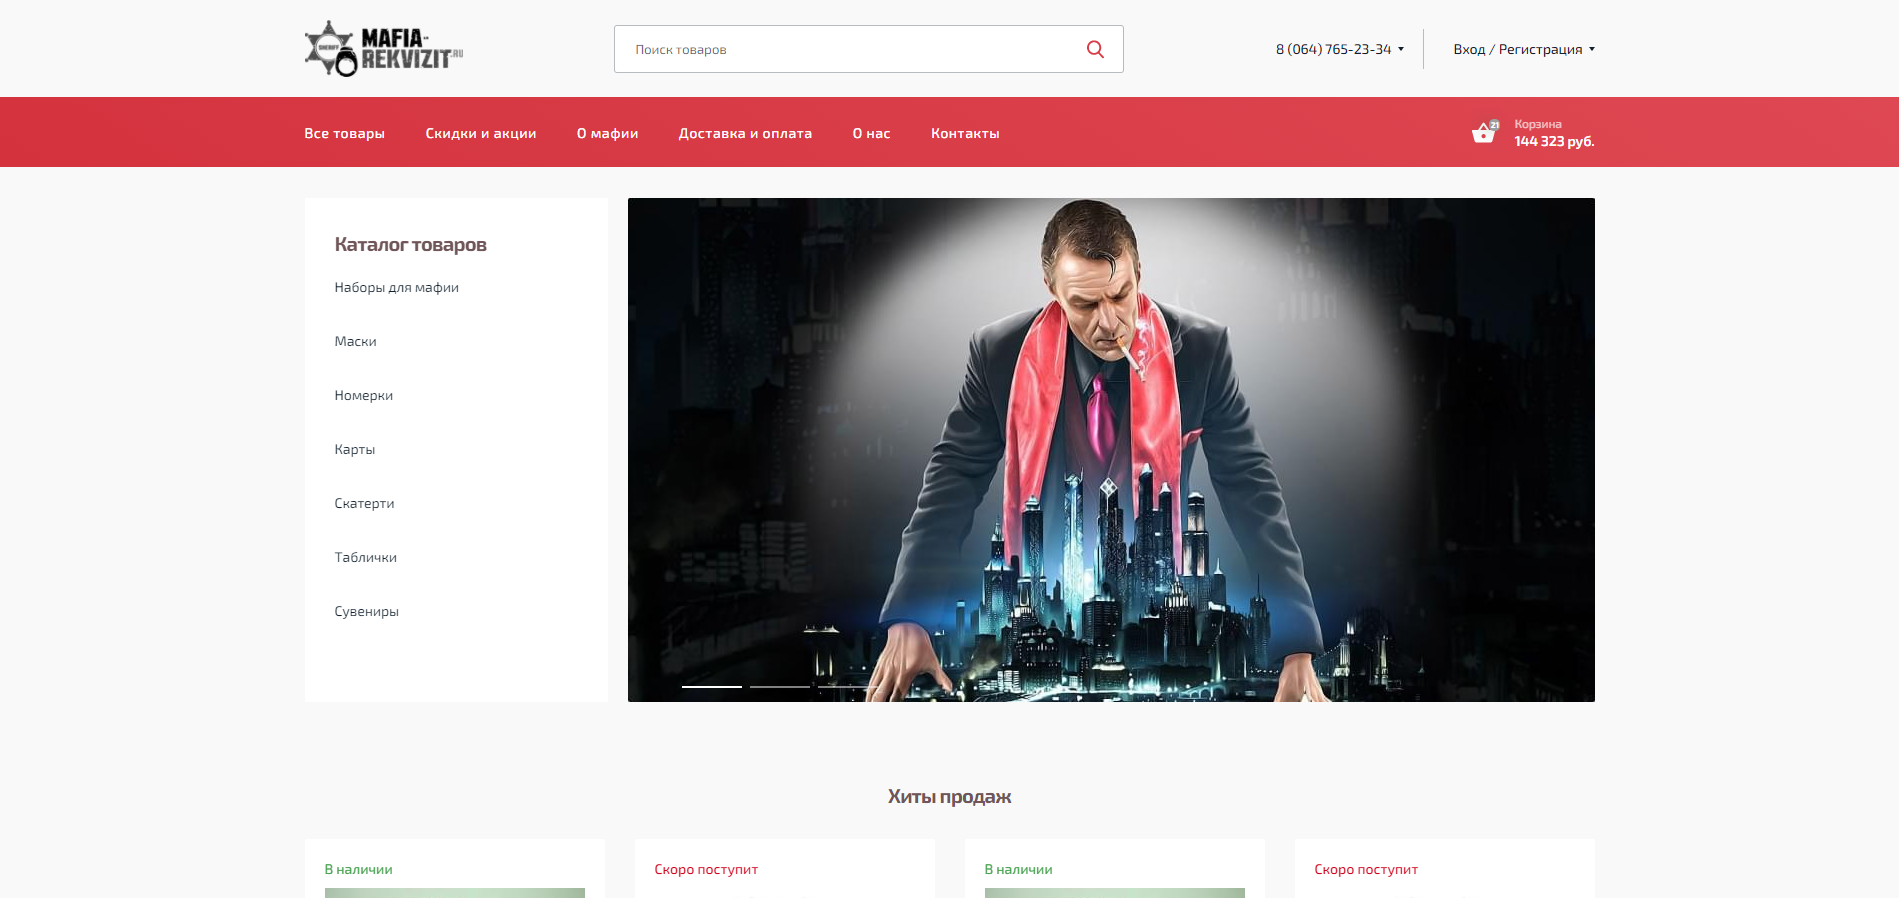 SHERIFF
MAFIA-
REKVIZIT.RU
Поиск товаров
8 (064) 765-23-34
Вход / Регистрация
Все товары
Скидки и акции
О мафии
Доставка и оплата
О нас
Контакты
21
Корзина
144 323 руб.
Каталог товаров
Наборы для мафии
Маски
Номерки
Карты
Скатерти
Таблички
Сувениры
Хиты продаж
В наличии
Скоро поступит
В наличии
Скоро поступит